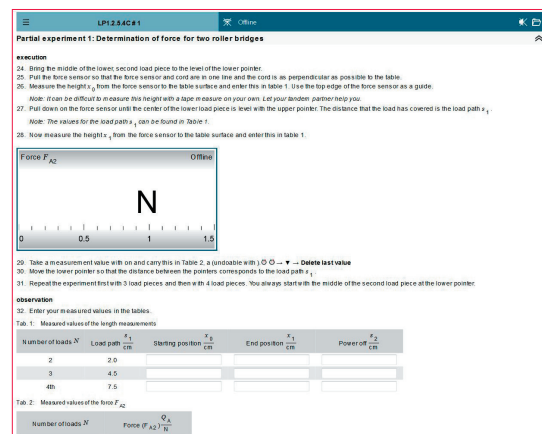 LP1.2.5.4C # 1
Offline
Partial experiment 1: Determination of force for two roller bridges
execution
24. Bring the middle of the lower, second load piece to the level of the lower pointer.
25. Pull the force sensor so that the force sensor and cord are in one line and the cord is as perpendicular as possible to the table.
26. Measure the height x 0 from the force sensor to the table surface and enter this in table 1. Use the top edge of the force sensor as a guide.
Note: It can be difficult to measure this height with a tape measure on your own. Let your tandem partner help you.
27. Pull down on the force sensor until the center of the lower load piece is level with the upper pointer. The distance that the load has covered is the load path s 1 .
Note: The values for the load path s 1 can be found in Table 1.
28. Now measure the height x 1 from the force sensor to the table surface and enter this in table 1.
Force F A2 Offline
N
0 0.5 1 1.5
29. Take a measurement value with on and carry this in Table 2, a (undoable with ) → ▼ → Delete last value
30. Move the lower pointer so that the distance between the pointers corresponds to the load path s 1 .
31. Repeat the experiment first with 3 load pieces and then with 4 load pieces. You always start with the middle of the second load piece at the lower pointer.
observation
32. Enter your measured values in the tables.
Tab. 1: Measured values of the length measurements
Number of loads N Load path s 1 cm Starting position x 0 cm End position x 1 cm Power off s 2 cm
2 2.0
3 4.5
4th 7.5
Tab. 2: Measured values of the force F A2
Number of loads N Force (F A2 ) Q A N